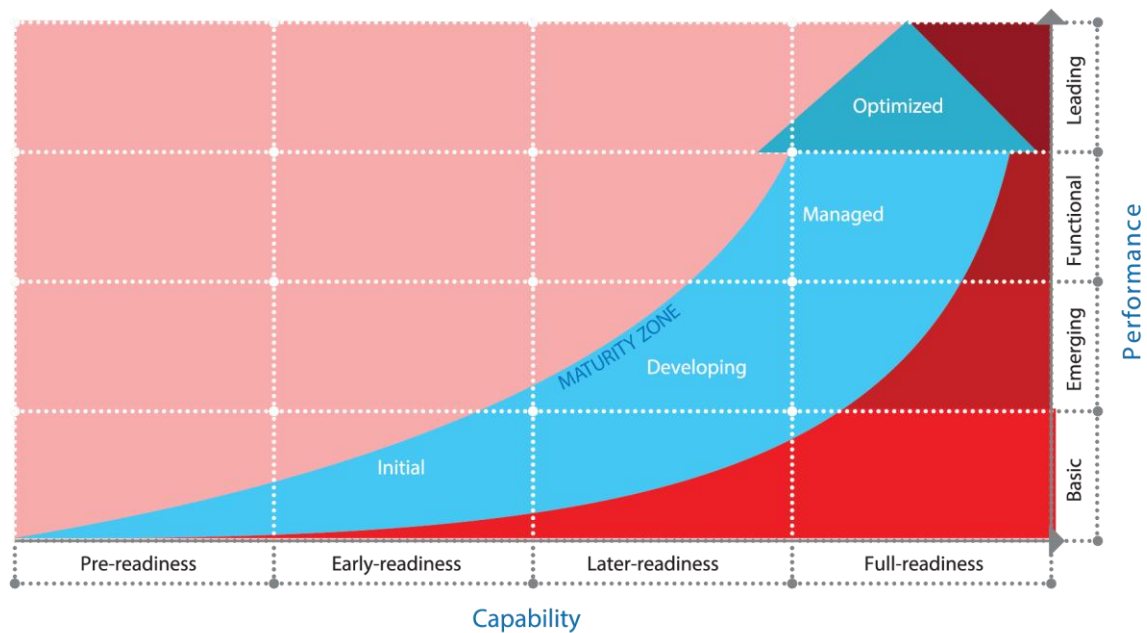 Optimized
Managed
MATURITY ZONE
Developing
Initial
Leading
Functional
Emerging
Basic
Performance
Pre-readiness
Early-readiness
Later-readiness
Full-readiness
Capability